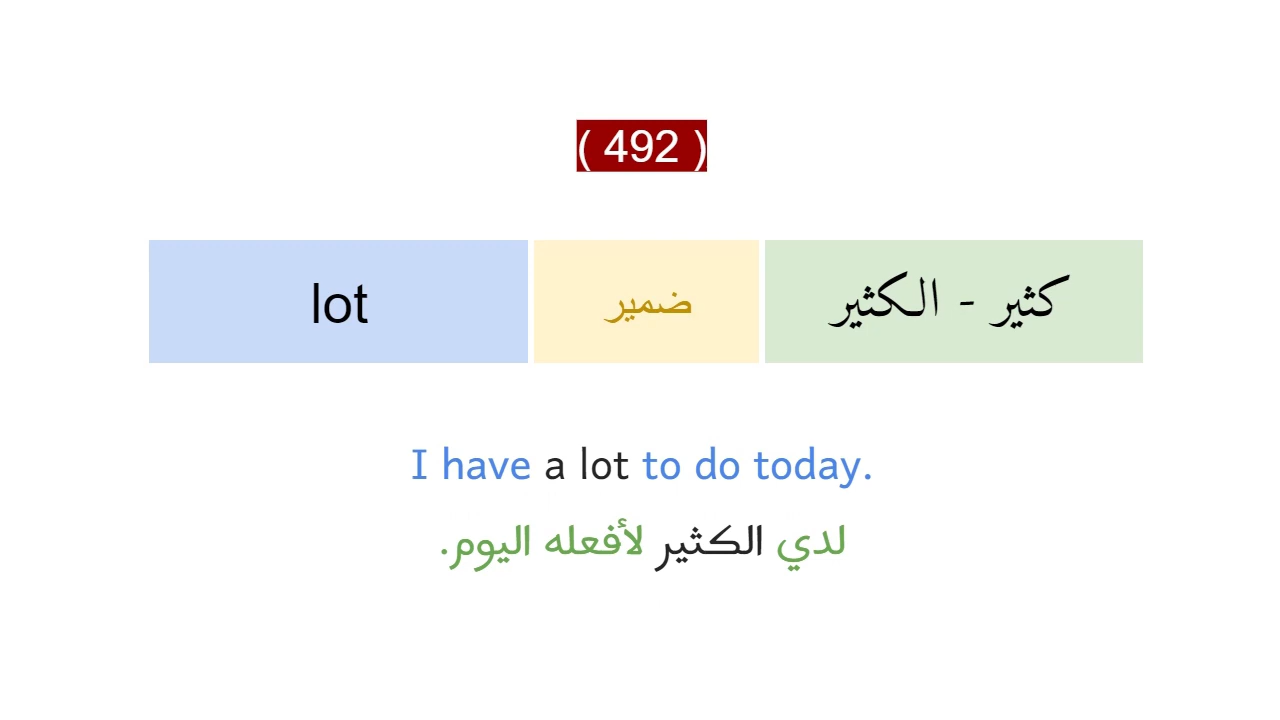 ( 492 )
lot ضمير كثير - الكثير
I have a lot to do today.
لدي الكثير لأفعله اليوم.